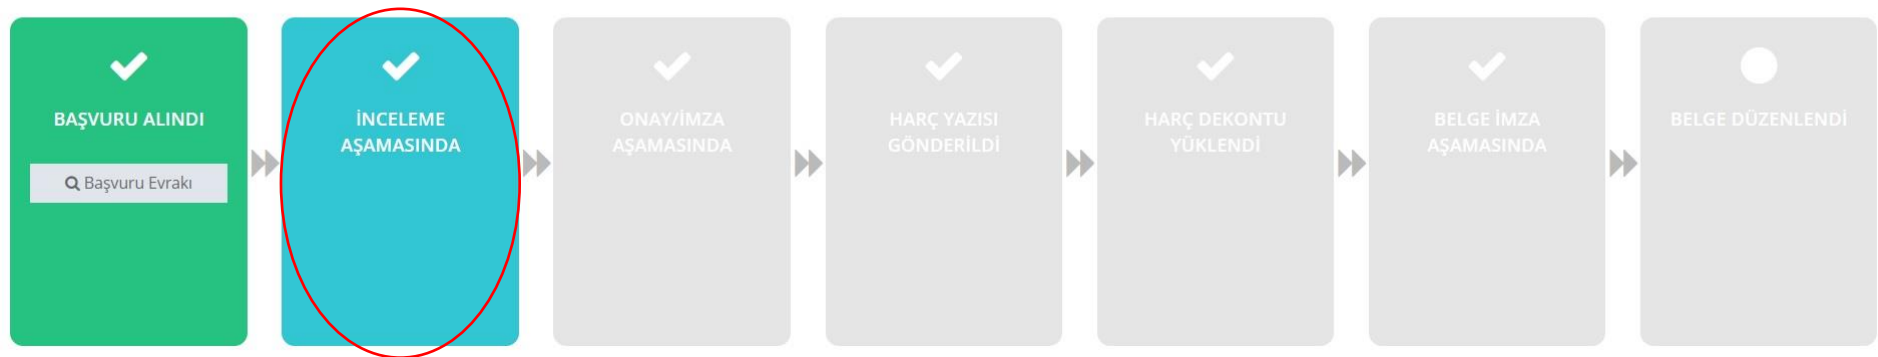 BAŞVURU ALINDI
Başvuru Evrakı
İNCELEME
AŞAMASINDA
ONAY/İMZA
AŞAMASINDA
HARÇ YAZISI
GÖNDERİLDİ
HARÇ DEKONTU
YÜKLENDİ
BELGE İMZA
AŞAMASINDA
BELGE DÜZENLENDİ